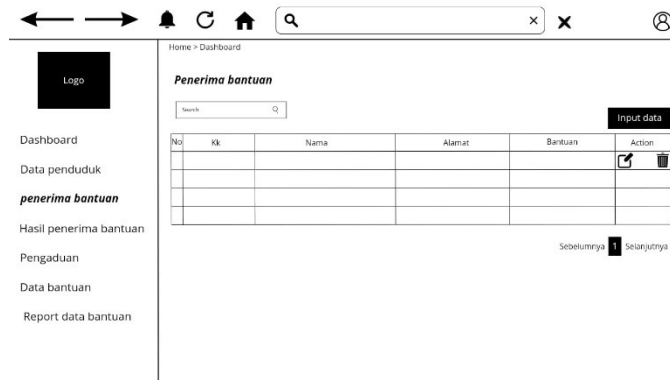 Home > Dashboard
Logo
Penerima bantuan
Search
Input data
No Kk Nama Alamat Bantuan Action
Dashboard
Data penduduk
penerima bantuan
Hasil penerima bantuan
Pengaduan
Data bantuan
Report data bantuan
Sebelumnya 1 Selanjutnya